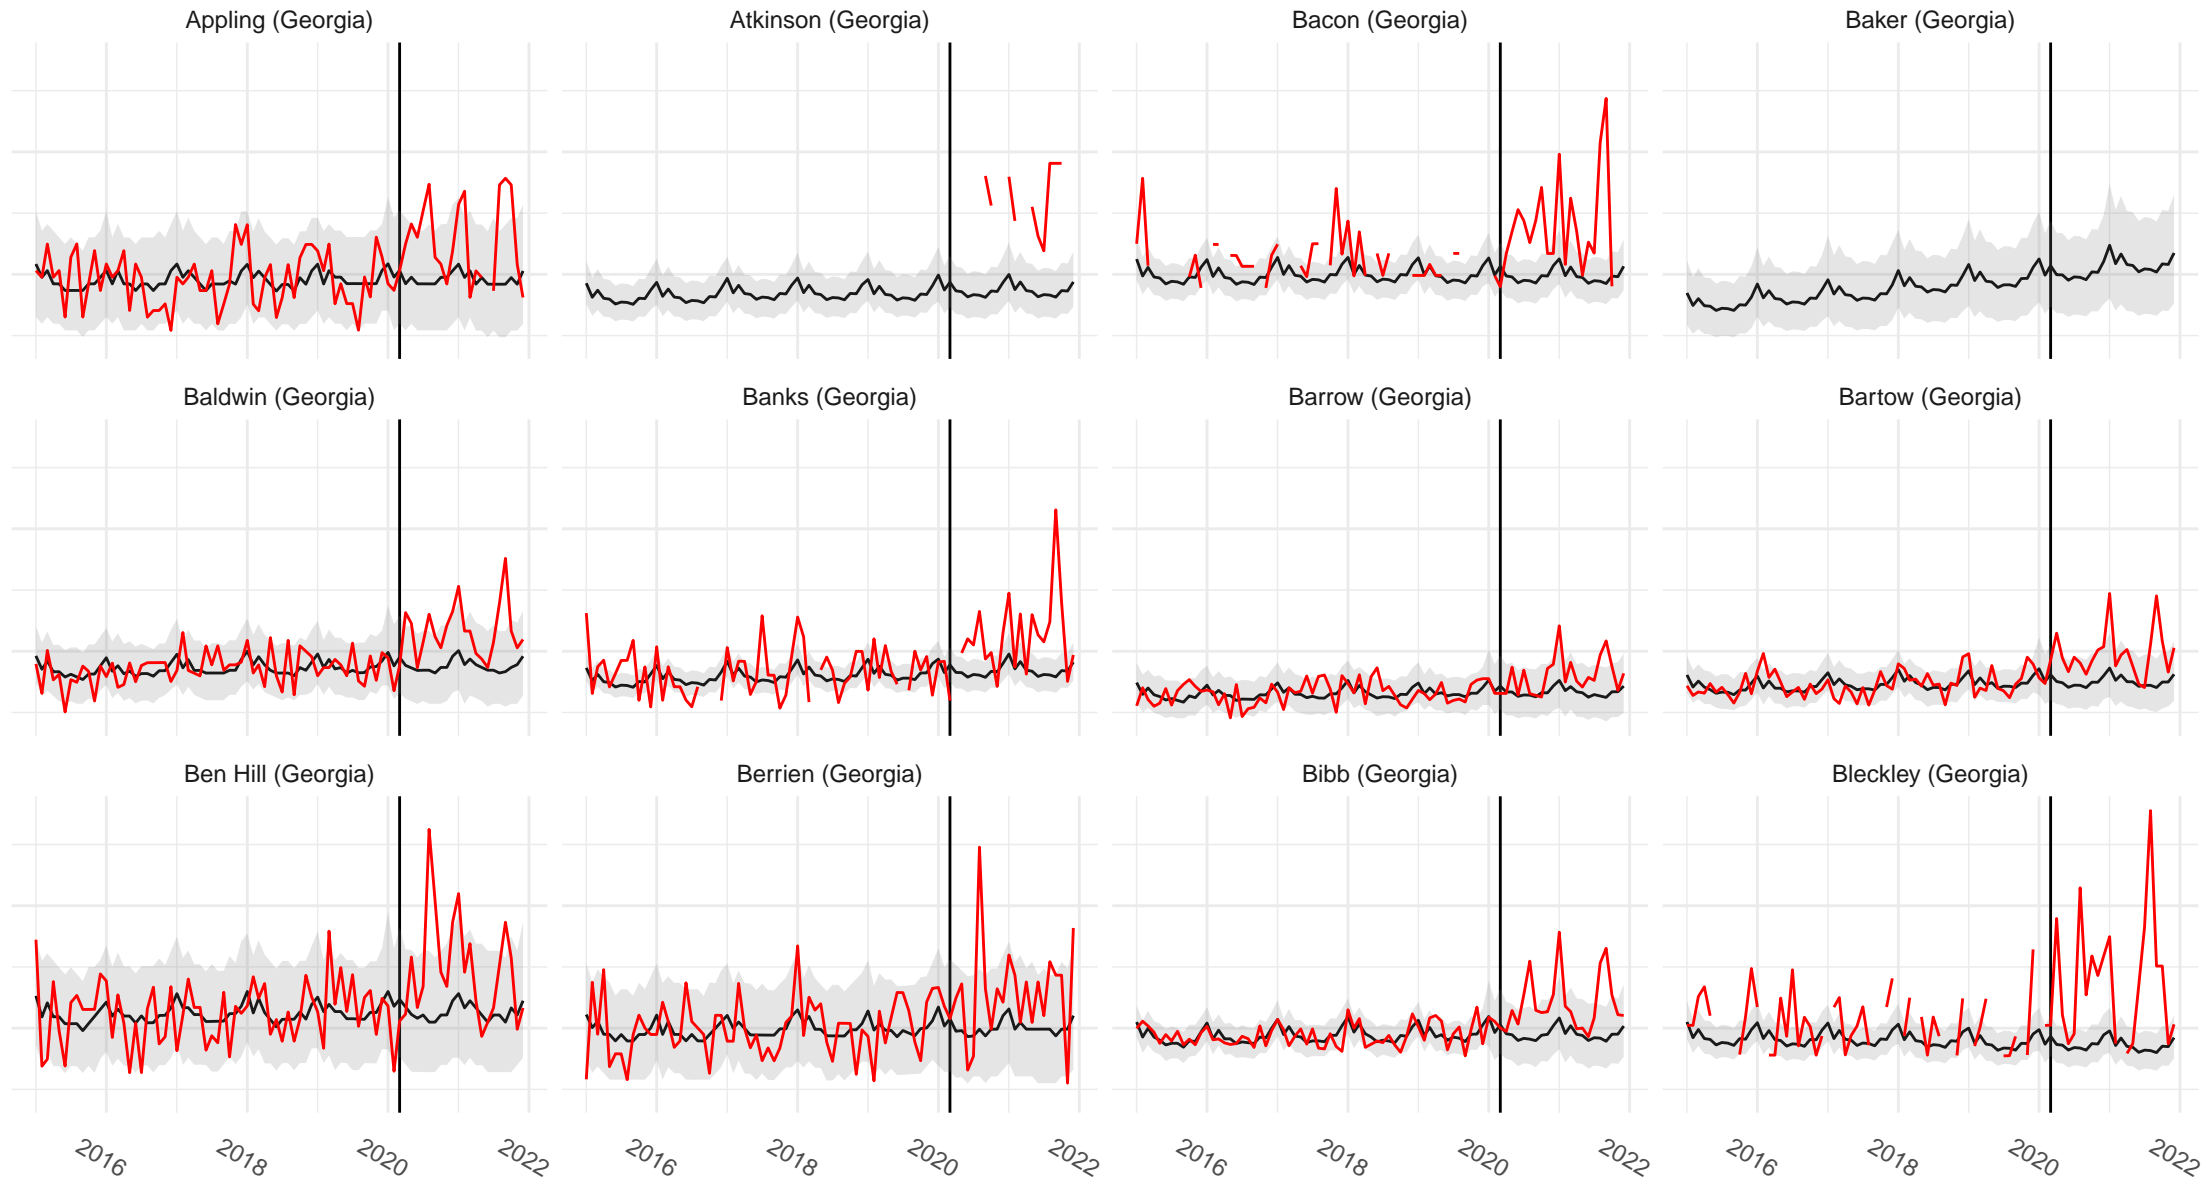 Appling (Georgia) Atkinson (Georgia) Bacon (Georgia) Baker (Georgia)
Baldwin (Georgia) Banks (Georgia) Barrow (Georgia) Bartow (Georgia)
Ben Hill (Georgia) Berrien (Georgia) Bibb (Georgia) Bleckley (Georgia)
2016 2018 2020 2022 2016 2018 2020 2022 2016 2018 2020 2022 2016 2018 2020 2022